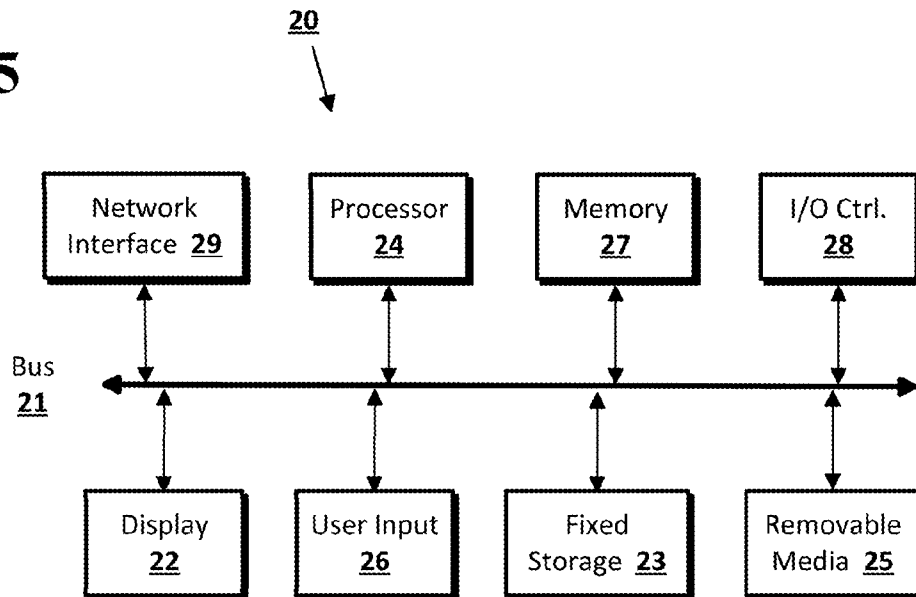 20
5
Network
Interface 29
Processor
24
Memory
27
I/O Ctrl.
28
Bus
21
Display
22
User Input
26
Fixed
Storage 23
Removable
Media 25